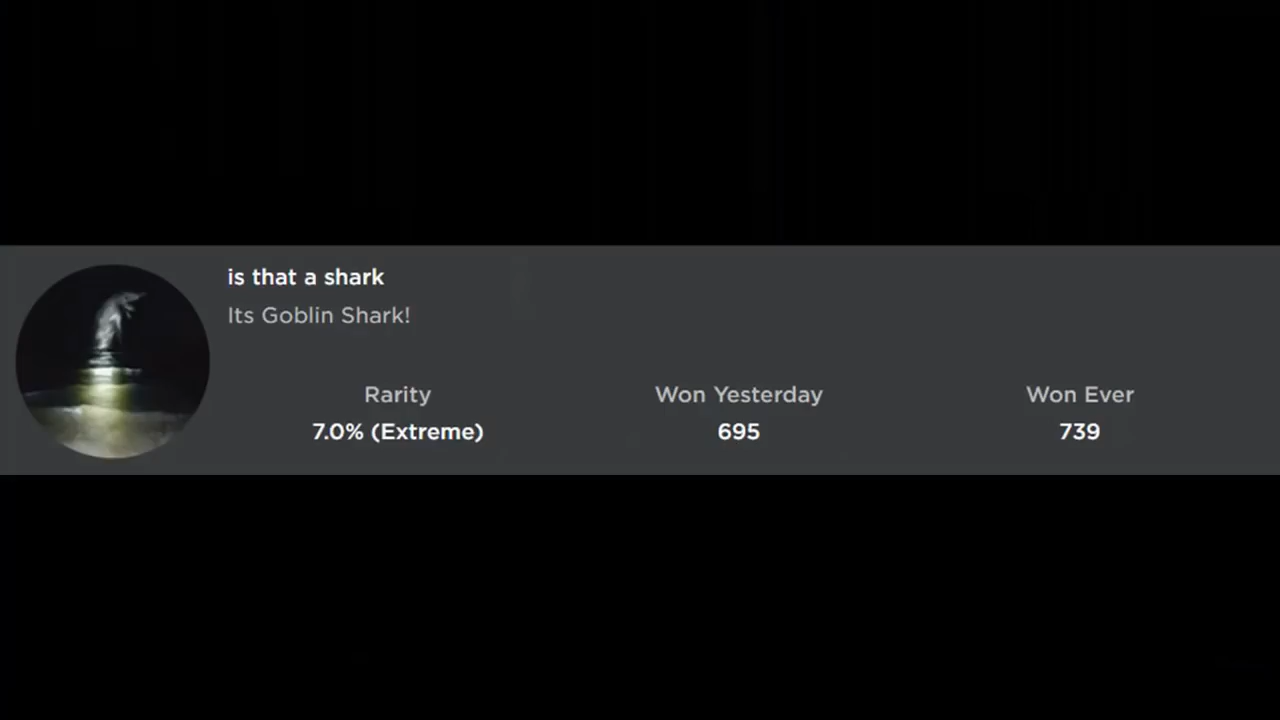 is that a shark
Its Goblin Shark!
Rarity Won Yesterday Won Ever
7.0% (Extreme) 695 739